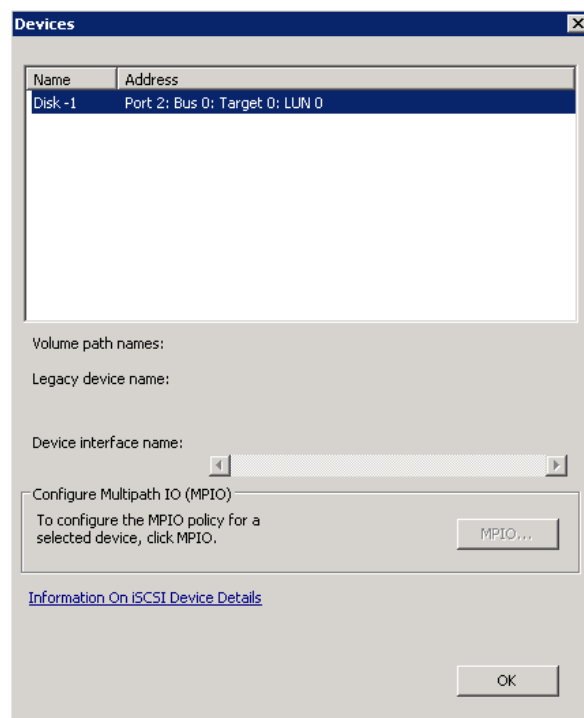 Devices
Name Address
Disk -1 Port 2: Bus 0: Target 0: LUN 0
Volume path names:
Legacy device name:
Device interface name:
Configure Multipath IO (MPIO)
To configure the MPIO policy for a
selected device, click MPIO.
MPIO...
Information On iSCSI Device Details
OK